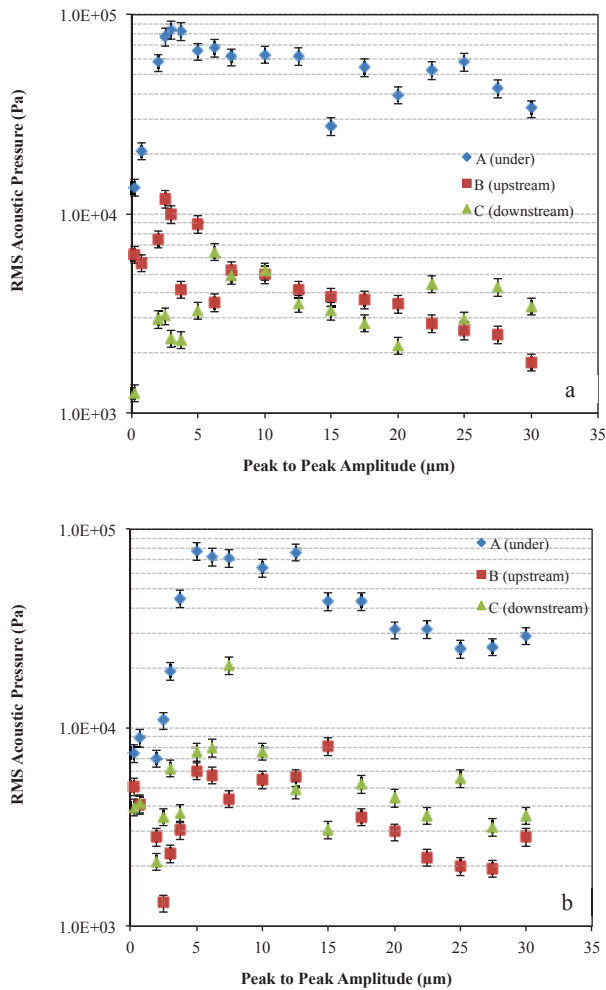 1.0E+05
1.0E+04
1.0E+03
RMS Acoustic Pressure (Pa)
A (under)
B (upstream)
C (downstream)
a
0 5 10 15 20 25 30 35
Peak to Peak Amplitude (μm)
1.0E+05
1.0E+04
1.0E+03
RMS Acoustic Pressure (Pa)
A (under)
B (upstream)
C (downstream)
b
0 5 10 15 20 25 30 35
Peak to Peak Amplitude (μm)